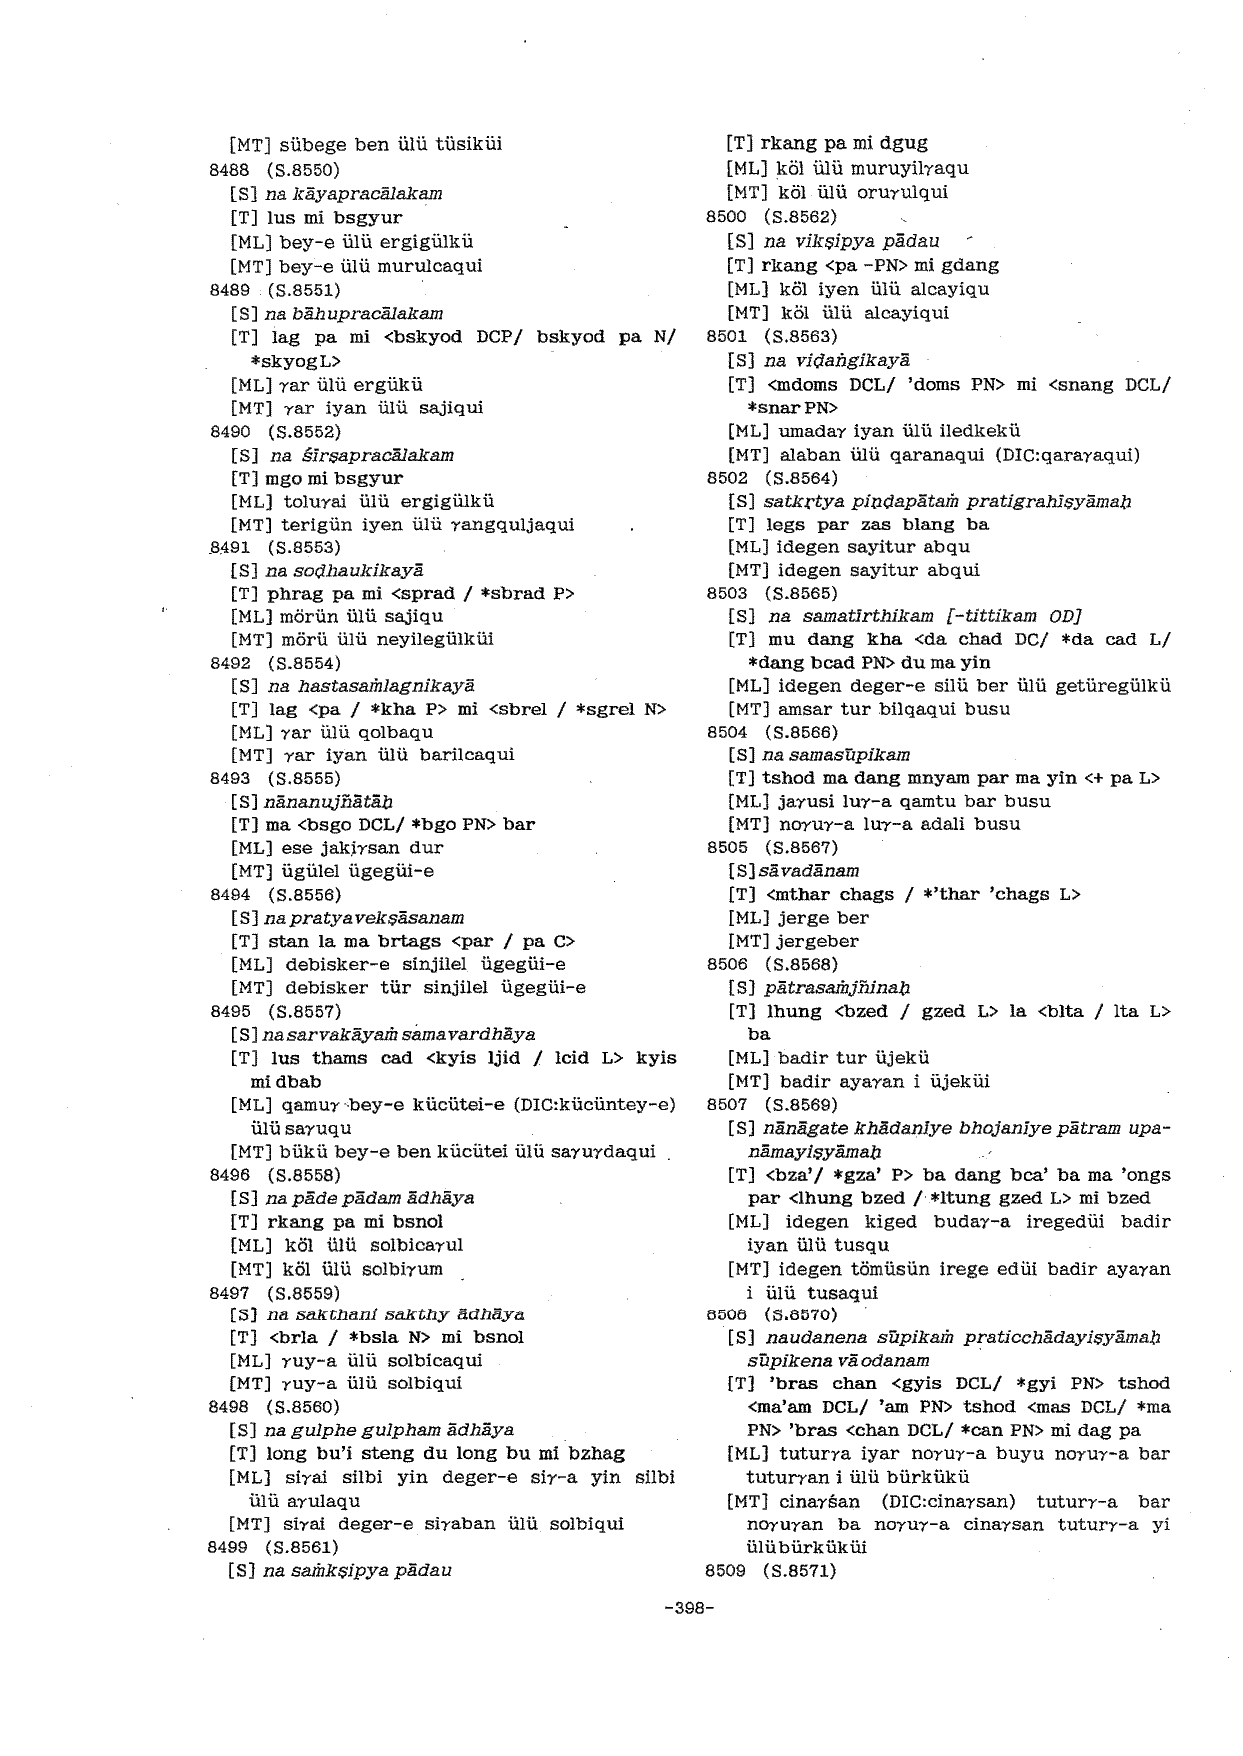 [MT] sübege ben ülü tüsiküi
8488 (S.8550)
[S] na kāyapracālakam
[T] lus mi bsgyur
[ML] bey-e ülü ergigülkü
[MT] bey-e ülü murulcaqui
8489 (S.8551)
[S] na bāhupracālakam
[T] lag pa mi <bskyod DCP/ bskyod pa N/
*skyog L>
[ML] γar ülü ergükü
[MT] γar iyan ülü sajiqui
8490 (S.8552)
[S] na śīrṣapracālakam
[T] mgo mi bsgyur
[ML] toluγai ülü ergigülkü
[MT] terigün iyen ülü γangquljaqui
8491 (S.8553)
[S] na soḍhaukikayā
[T] phrag pa mi <sprad / *sbrad P>
[ML] mörün ülü sajiqu
[MT] mörü ülü neyilegülküi
8492 (S.8554)
[S] na hastasaṁlagnikayā
[T] lag <pa / *kha P> mi <sbrel / *sgrel N>
[ML] γar ülü qolbaqu
[MT] γar iyan ülü barilcaqui
8493 (S.8555)
[S] nānanujñātāḥ
[T] ma <bsgo DCL/ *bgo PN> bar
[ML] ese jakiγsan dur
[MT] ügülel ügegüi-e
8494 (S.8556)
[S] na pratyavekṣāsanam
[T] stan la ma brtags <par / pa C>
[ML] debisker-e sinjilel ügegüi-e
[MT] debisker tür sinjilel ügegüi-e
8495 (S.8557)
[S] na sarvakāyaṁ samavardhāya
[T] lus thams cad <kyis ljid / lcid L> kyis
mi dbab
[ML] qamuγ bey-e kücütei-e (DIC:kücüntey-e)
ülü saγuqu
[MT] bükü bey-e ben kücütei ülü saγuγdaqui
8496 (S.8558)
[S] na pāde pādam ādhāya
[T] rkang pa mi bsnol
[ML] köl ülü solbicaγul
[MT] köl ülü solbiγum
8497 (S.8559)
[S] na sakthani sakthy ādhāya
[T] <brla / *bsla N> mi bsnol
[ML] γuy-a ülü solbicaqui
[MT] γuy-a ülü solbiqui
8498 (S.8560)
[S] na gulphe gulpham ādhāya
[T] long bu'i steng du long bu mi bzhag
[ML] siγai silbi yin deger-e siγ-a yin silbi
ülü aγulaqu
[MT] siγai deger-e siγaban ülü solbiqui
8499 (S.8561)
[S] na saṁkṣipya pādau
[T] rkang pa mi dgug
[ML] köl ülü muruyilγaqu
[MT] köl ülü oruγulqui
8500 (S.8562)
[S] na vikṣipya pādau
[T] rkang <pa -PN> mi gdang
[ML] köl iyen ülü alcayiqu
[MT] köl ülü alcayiqui
8501 (S.8563)
[S] na viḍaṅgikayā
[T] <mdoms DCL/ 'doms PN> mi <snang DCL/
*snar PN>
[ML] umadaγ iyan ülü iledkekü
[MT] alaban ülü qaranaqui (DIC:qaraγaqui)
8502 (S.8564)
[S] satkṛtya piṇḍapātaṁ pratigrahīṣyāmaḥ
[T] legs par zas blang ba
[ML] idegen sayitur abqu
[MT] idegen sayitur abqui
8503 (S.8565)
[S] na samatīrthikam [-tittikam OD]
[T] mu dang kha <da chad DC/ *da cad L/
*dang bcad PN> du ma yin
[ML] idegen deger-e silü ber ülü getüregülkü
[MT] amsar tur bilqaqui busu
8504 (S.8566)
[S] na samasūpikam
[T] tshod ma dang mnyam par ma yin <+ pa L>
[ML] jaγusi luγ-a qamtu bar busu
[MT] noγuγ-a luγ-a adali busu
8505 (S.8567)
[S] sāvadānam
[T] <mthar chags / *'thar 'chags L>
[ML] jerge ber
[MT] jergeber
8506 (S.8568)
[S] pātrasaṁjñinaḥ
[T] lhung <bzed / gzed L> la <blta / lta L>
ba
[ML] badir tur üjekü
[MT] badir ayaγan i üjeküi
8507 (S.8569)
[S] nānāgate khādanīye bhojanīye pātram upa-
nāmayiṣyāmaḥ
[T] <bza'/ *gza' P> ba dang bca' ba ma 'ongs
par <lhung bzed / *ltung gzed L> mi bzed
[ML] idegen kiged budaγ-a iregedüi badir
iyan ülü tusqu
[MT] idegen tömüsün irege edüi badir ayaγan
i ülü tusaqui
8508 (S.8570)
[S] naudanena sūpikaṁ praticchādayiṣyāmaḥ
sūpikena vā odanam
[T] 'bras chan <gyis DCL/ *gyi PN> tshod
<ma'am DCL/ 'am PN> tshod <mas DCL/ *ma
PN> 'bras <chan DCL/ *can PN> mi dag pa
[ML] tuturγa iyar noγuγ-a buyu noγuγ-a bar
tuturγan i ülü bürkükü
[MT] cinaγśan (DIC:cinaγsan) tuturγ-a bar
noγuγan ba noγuγ-a cinaγsan tuturγ-a yi
ülü bürküküi
8509 (S.8571)
-398-